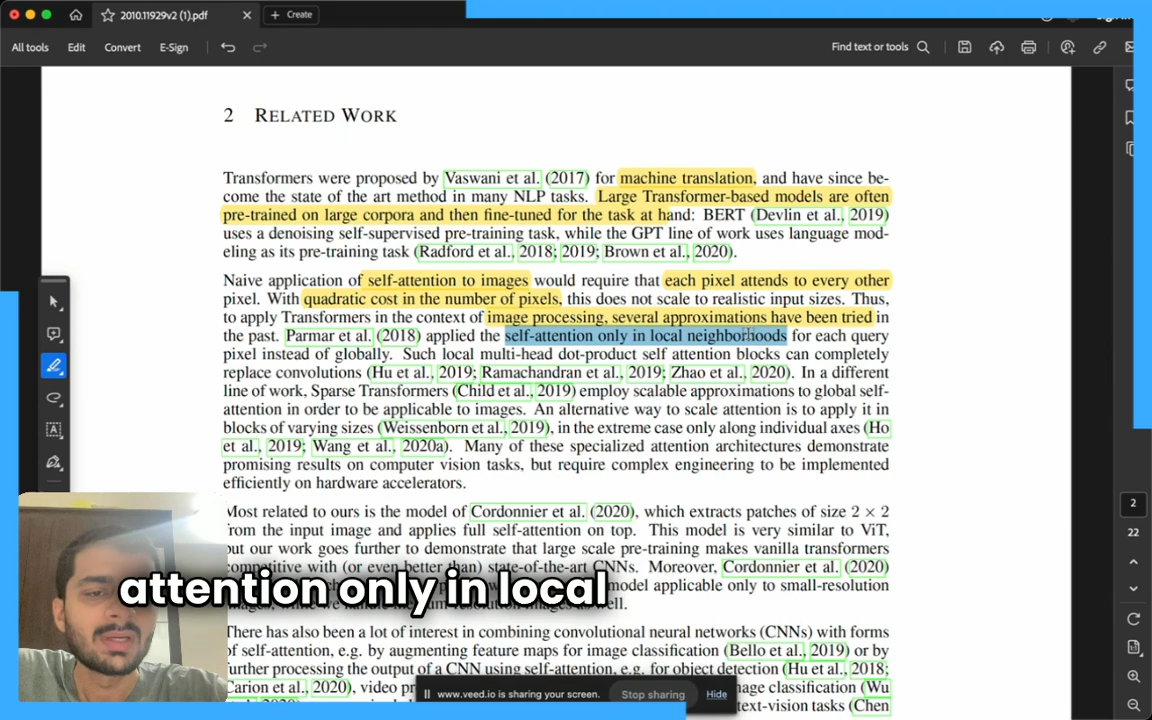 2010.11929v2 (1).pdf
Create
All tools
Edit
Convert
E-Sign
Find text or tools
2 RELATED WORK
Transformers were proposed by Vaswani et al. (2017) for machine translation, and have since be-
come the state of the art method in many NLP tasks. Large Transformer-based models are often
pre-trained on large corpora and then fine-tuned for the task at hand: BERT (Devlin et al., 2019)
uses a denoising self-supervised pre-training task, while the GPT line of work uses language mod-
eling as its pre-training task (Radford et al., 2018; 2019; Brown et al., 2020).
Naive application of self-attention to images would require that each pixel attends to every other
pixel. With quadratic cost in the number of pixels, this does not scale to realistic input sizes. Thus,
to apply Transformers in the context of image processing, several approximations have been tried in
the past. Parmar et al. (2018) applied the self-attention only in local neighborhoods for each query
pixel instead of globally. Such local multi-head dot-product self attention blocks can completely
replace convolutions (Hu et al., 2019; Ramachandran et al., 2019; Zhao et al., 2020). In a different
line of work, Sparse Transformers (Child et al., 2019) employ scalable approximations to global self-
attention in order to be applicable to images. An alternative way to scale attention is to apply it in
blocks of varying sizes (Weissenborn et al., 2019), in the extreme case only along individual axes (Ho
et al., 2019; Wang et al., 2020a). Many of these specialized attention architectures demonstrate
promising results on computer vision tasks, but require complex engineering to be implemented
efficiently on hardware accelerators.
Most related to ours is the model of Cordonnier et al. (2020), which extracts patches of size 2 × 2
from the input image and applies full self-attention on top. This model is very similar to ViT,
but our work goes further to demonstrate that large scale pre-training makes vanilla transformers
competitive with (or even better than) state-of-the-art CNNs. Moreover, Cordonnier et al. (2020)
model applicable only to small-resolution
well.
attention only in local
There has also been a lot of interest in combining convolutional neural networks (CNNs) with forms
of self-attention, e.g. by augmenting feature maps for image classification (Bello et al., 2019) or by
further processing the output of a CNN using self-attention, e.g. for object detection (Hu et al., 2018;
Carion et al., 2020), video classification (Wu
text-vision tasks (Chen
www.veed.io is sharing your screen.
Stop sharing
Hide
2
22